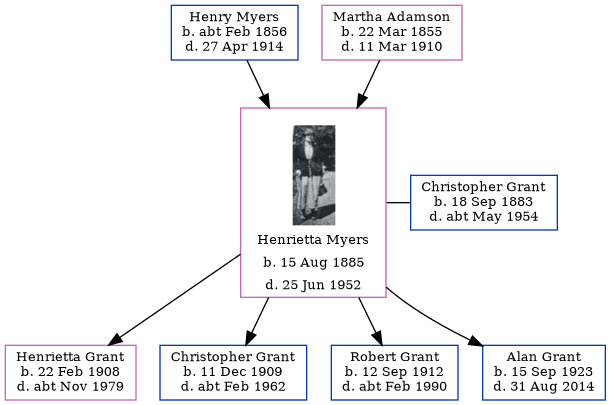 Henry Myers
b. abt Feb 1856
d. 27 Apr 1914
Martha Adamson
b. 22 Mar 1855
d. 11 Mar 1910
Henrietta Myers
b. 15 Aug 1885
d. 25 Jun 1952
Christopher Grant
b. 18 Sep 1883
d. abt May 1954
Henrietta Grant
b. 22 Feb 1908
d. abt Nov 1979
Christopher Grant
b. 11 Dec 1909
d. abt Feb 1962
Robert Grant
b. 12 Sep 1912
d. abt Feb 1990
Alan Grant
b. 15 Sep 1923
d. 31 Aug 2014